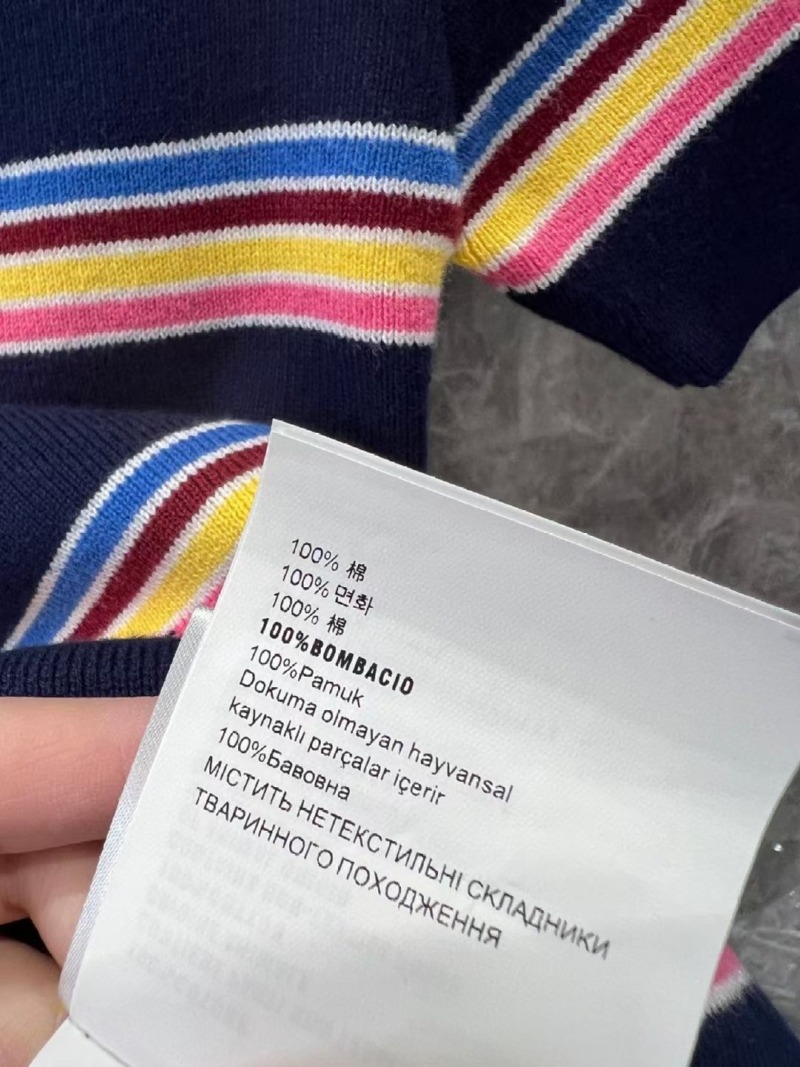 100% 棉
100% 면화
100% 棉
100%BOMBACIO
100%Pamuk
Dokuma olmayan hayvansal
kaynaklı parçalar içerir
100%Бавовна
МІСТИТЬ НЕТЕКСТИЛЬНІ СКЛАДНИКИ
ТВАРИННОГО ПОХОДЖЕННЯ